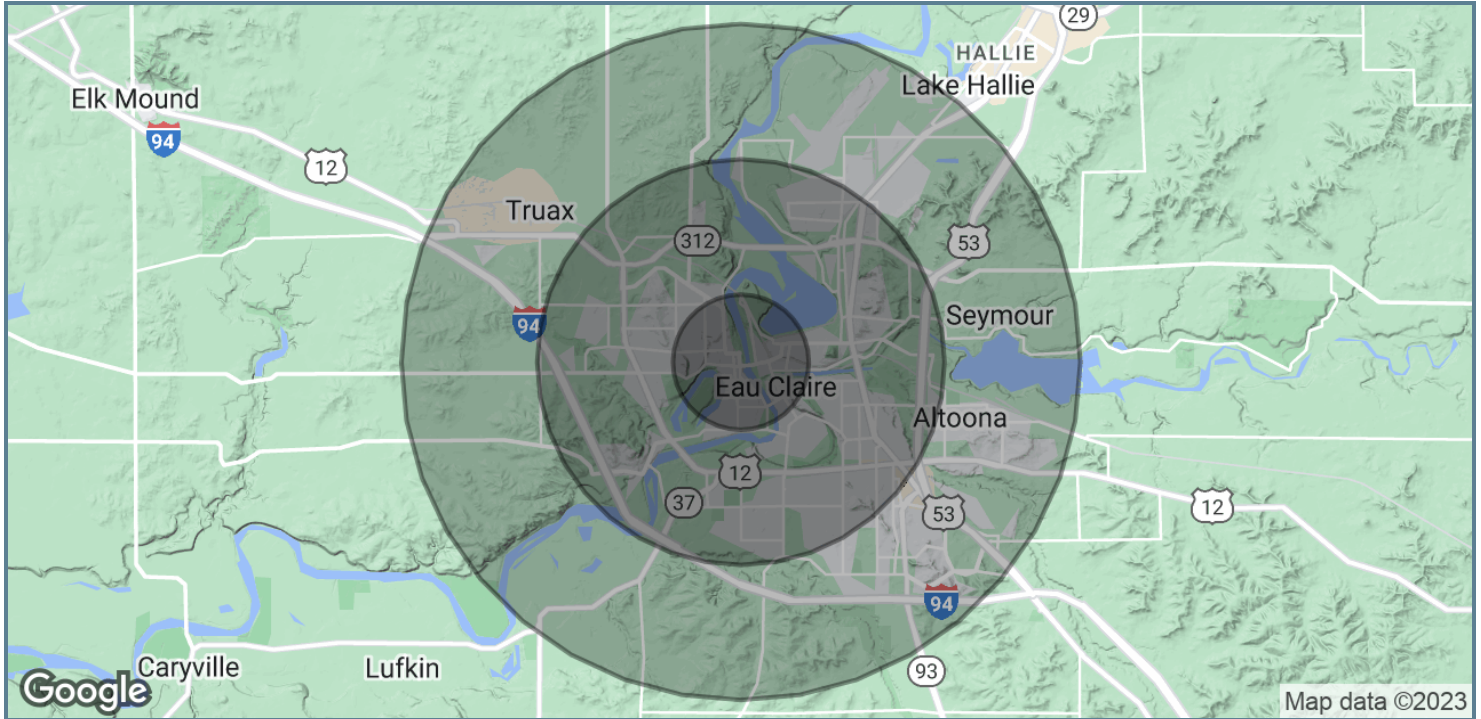 29
HALLIE
Lake Hallie
Elk Mound
94
12
Truax
312
53
94
Seymour
Eau Claire
Altoona
12
37
53
12
94
Caryville
Lufkin
93
Google
Map data ©2023